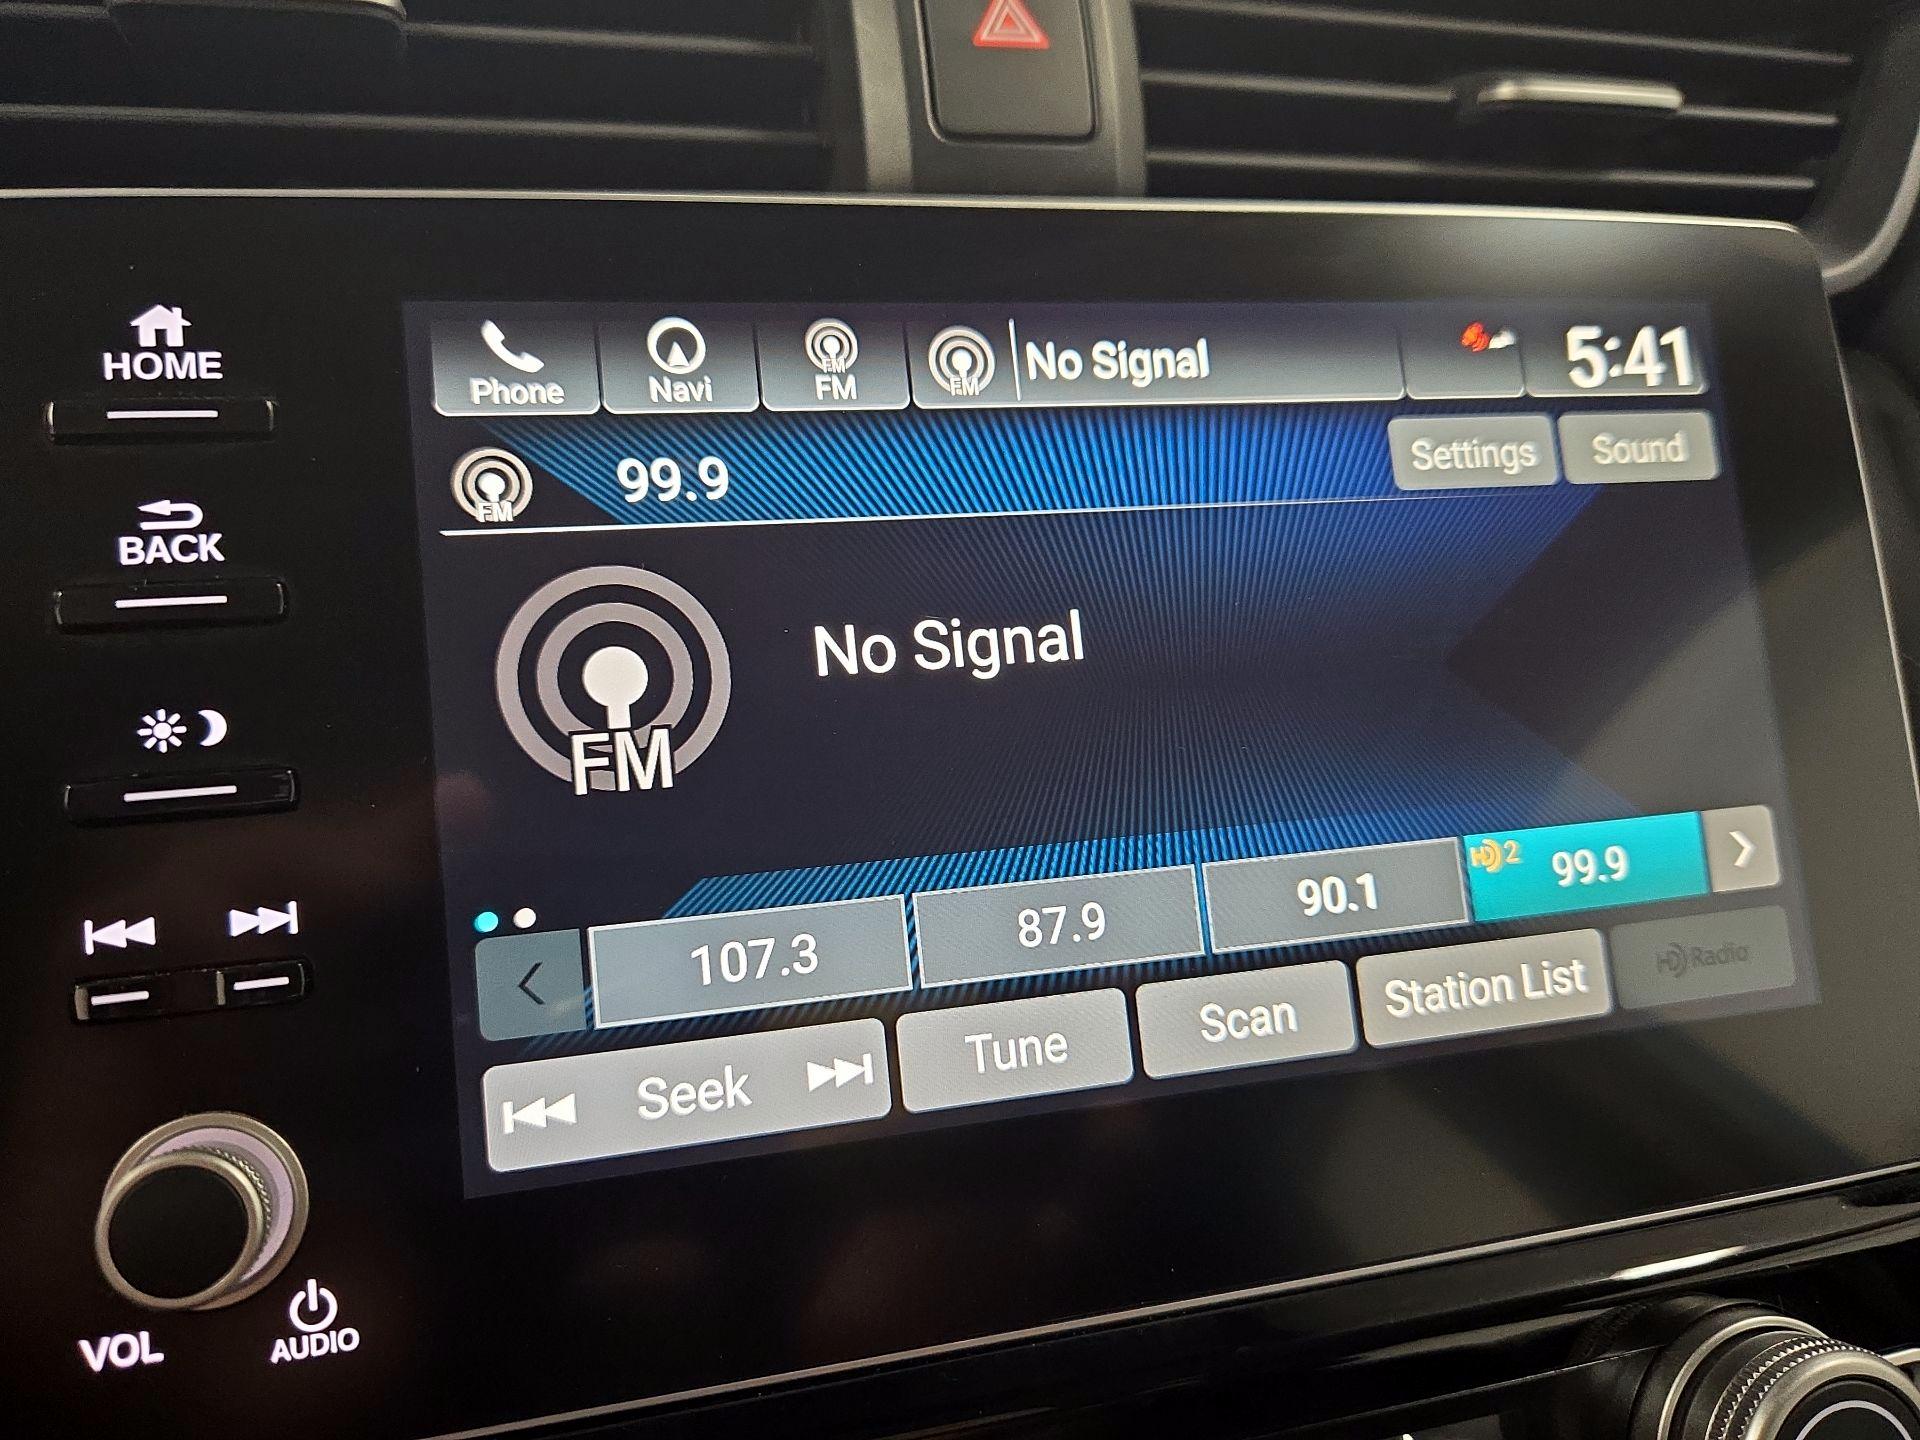 HOME
BACK
VOL
AUDIO
Phone
Navi
FM
FM
FM
No Signal
5:41
FM
99.9
Settings
Sound
FM
No Signal
107.3
87.9
90.1
HD 2
99.9
Seek
Tune
Scan
Station List
HD Radio